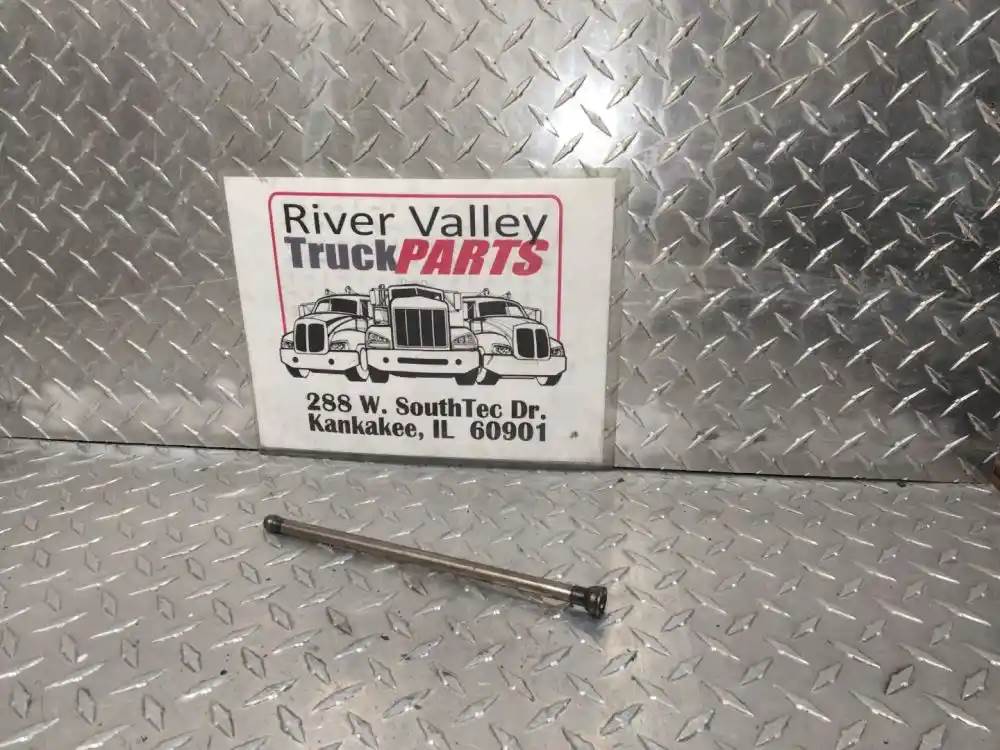 River Valley
TruckPARTS
288 W. SouthTec Dr.
Kankakee, IL 60901